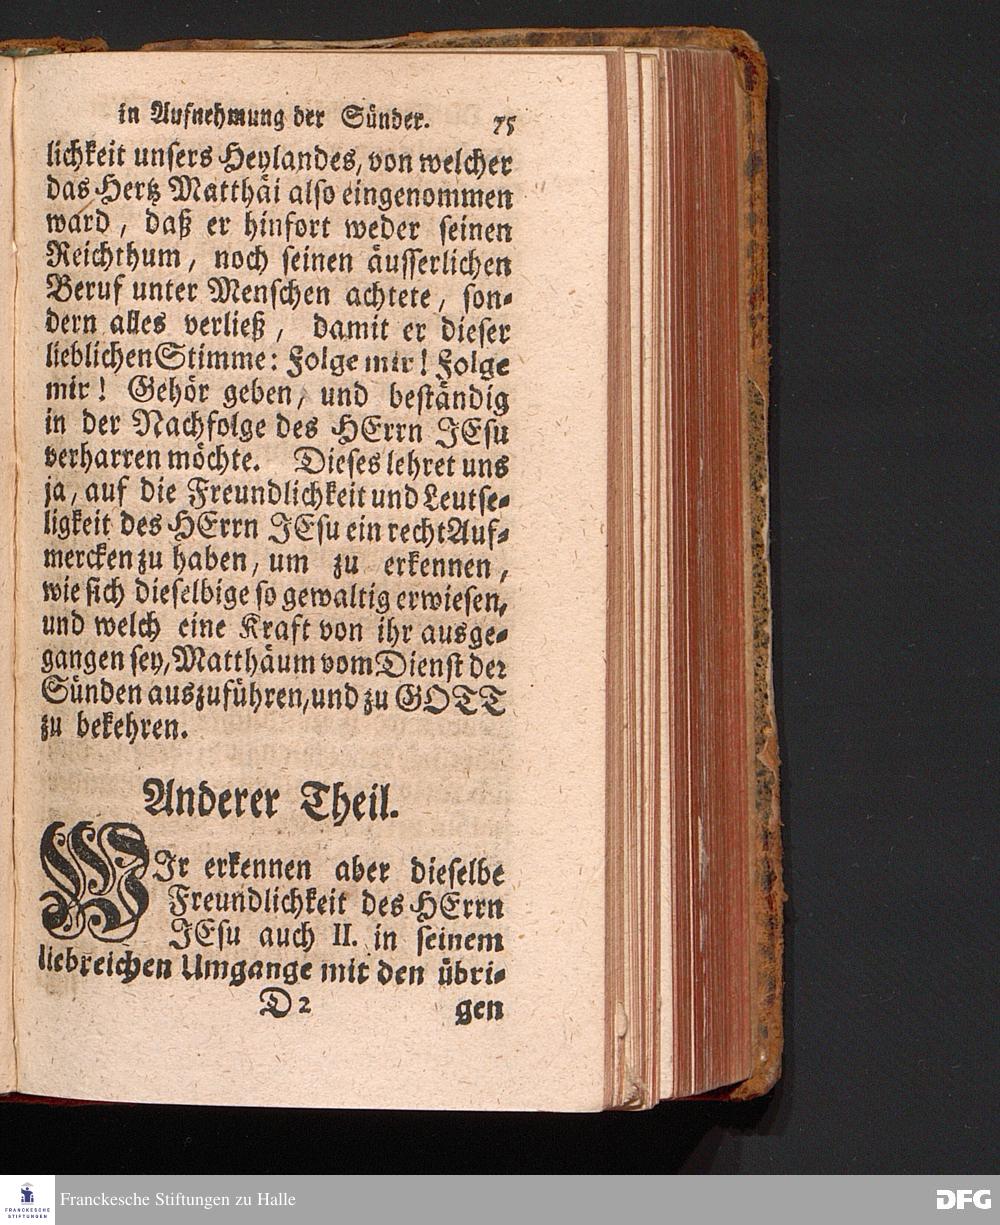 in Aufnehmung der Sünder. 75
lichkeit unsers Heylandes, von welcher
das Hertz Matthäi also eingenommen
ward, daß er hinfort weder seinen
Reichthum, noch seinen äusserlichen
Beruf unter Menschen achtete, son-
dern alles verließ, damit er dieser
lieblichen Stimme: Folge mir! Folge
mir! Gehör geben, und beständig
in der Nachfolge des HErrn JEsu
verharren möchte. Dieses lehret uns
ja, auf die Freundlichkeit und Leutse-
ligkeit des HErrn JEsu ein recht Auf-
mercken zu haben, um zu erkennen,
wie sich dieselbige so gewaltig erwiesen,
und welch eine Kraft von ihr ausge-
gangen sey, Matthäum vom Dienst der
Sünden auszuführen, und zu GOTT
zu bekehren.
Anderer Theil.
WIr erkennen aber dieselbe
Freundlichkeit des HErrn
JEsu auch II. in seinem
liebreichen Umgange mit den übri-
D 2 gen
FRANCKESCHE
STIFTUNGEN
Franckesche Stiftungen zu Halle
DFG